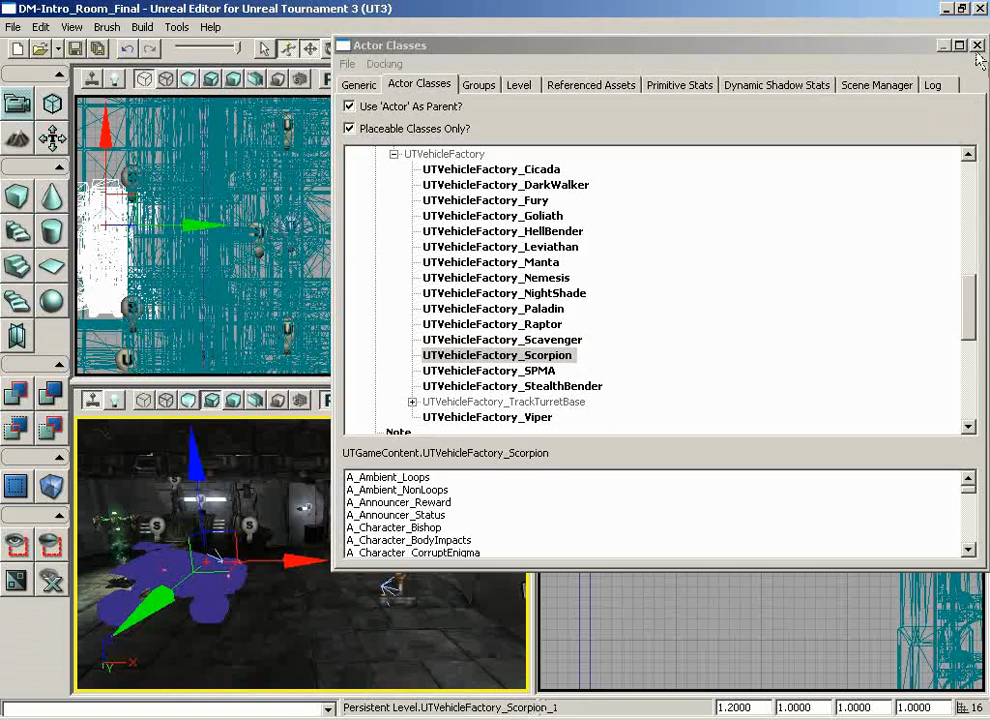 DM-Intro_Room_Final - Unreal Editor for Unreal Tournament 3 (UT3)
File Edit View Brush Build Tools Help
Actor Classes
File Docking
Generic Actor Classes Groups Level Referenced Assets Primitive Stats Dynamic Shadow Stats Scene Manager Log
Use 'Actor' As Parent?
Placeable Classes Only?
UTVehicleFactory
UTVehicleFactory_Cicada
UTVehicleFactory_DarkWalker
UTVehicleFactory_Fury
UTVehicleFactory_Goliath
UTVehicleFactory_HellBender
UTVehicleFactory_Leviathan
UTVehicleFactory_Manta
UTVehicleFactory_Nemesis
UTVehicleFactory_NightShade
UTVehicleFactory_Paladin
UTVehicleFactory_Raptor
UTVehicleFactory_Scavenger
UTVehicleFactory_Scorpion
UTVehicleFactory_SPMA
UTVehicleFactory_StealthBender
UTVehicleFactory_TrackTurretBase
UTVehicleFactory_Viper
Note
UTGameContent.UTVehicleFactory_Scorpion
A_Ambient_Loops
A_Ambient_NonLoops
A_Announcer_Reward
A_Announcer_Status
A_Character_Bishop
A_Character_BodyImpacts
A_Character_CorruptEnigma
S
S
U
X
Y
Persistent Level.UTVehicleFactory_Scorpion_1
1.2000 1.0000 1.0000 1.0000 16